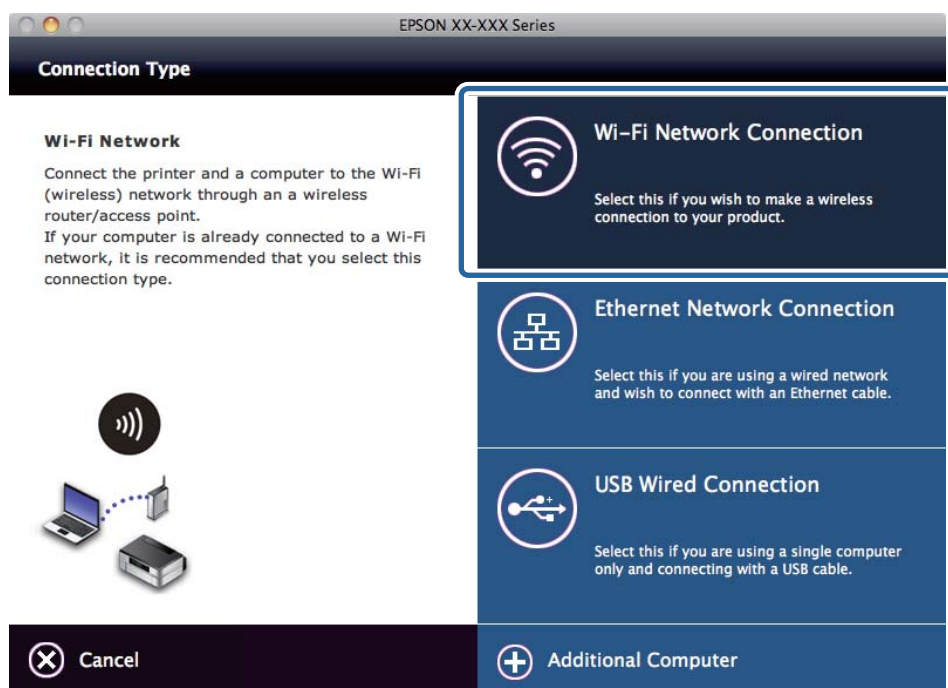 EPSON XX-XXX Series
Connection Type
Wi-Fi Network
Connect the printer and a computer to the Wi-Fi
(wireless) network through an a wireless
router/access point.
If your computer is already connected to a Wi-Fi
network, it is recommended that you select this
connection type.
Wi-Fi Network Connection
Select this if you wish to make a wireless
connection to your product.
Ethernet Network Connection
Select this if you are using a wired network
and wish to connect with an Ethernet cable.
USB Wired Connection
Select this if you are using a single computer
only and connecting with a USB cable.
Cancel
Additional Computer